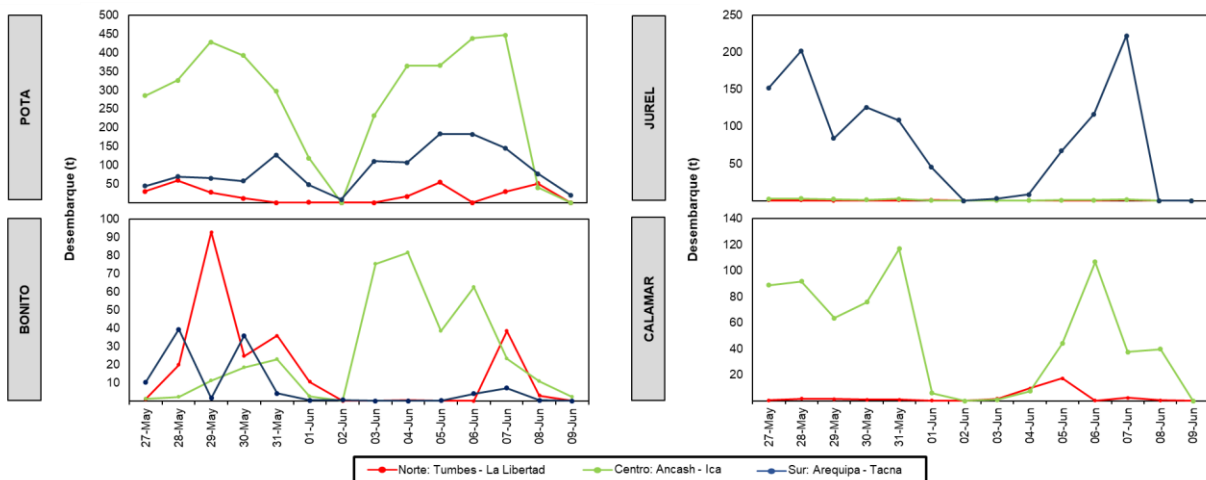 POTA
Desembarque (t)
500
450
400
350
300
250
200
150
100
50
JUREL
250
200
150
100
50
BONITO
100
90
80
70
60
50
40
30
20
10
27-May
28-May
29-May
30-May
31-May
01-Jun
02-Jun
03-Jun
04-Jun
05-Jun
06-Jun
07-Jun
08-Jun
09-Jun
CALAMAR
Desembarque (t)
140
120
100
80
60
40
20
27-May
28-May
29-May
30-May
31-May
01-Jun
02-Jun
03-Jun
04-Jun
05-Jun
06-Jun
07-Jun
08-Jun
09-Jun
Norte: Tumbes - La Libertad
Centro: Ancash - Ica
Sur: Arequipa - Tacna